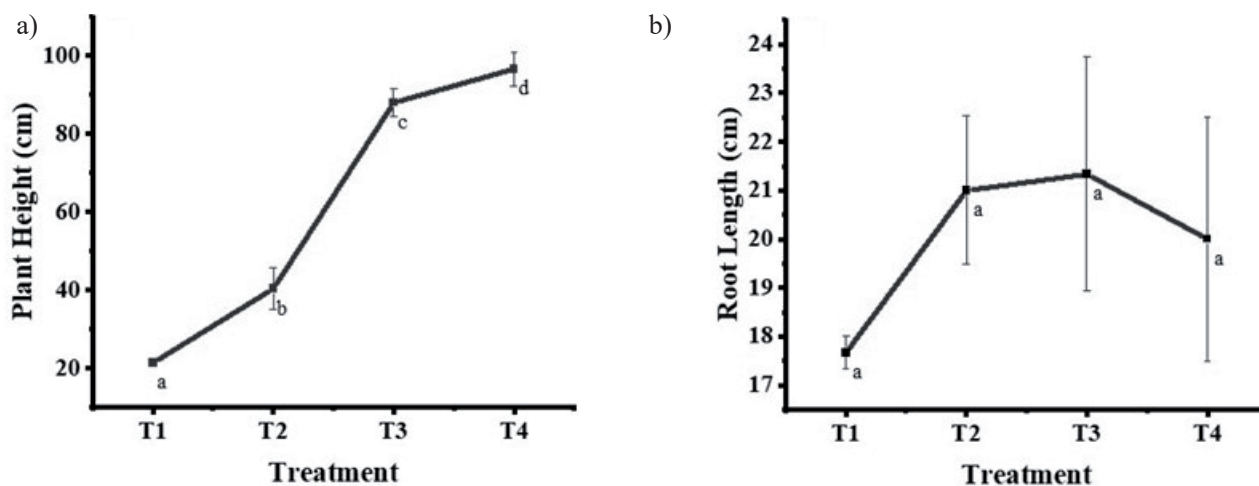 a)
Plant Height (cm)
100
80
60
40
20
a
b
c
d
T1 T2 T3 T4
Treatment
b)
Root Length (cm)
24
23
22
21
20
19
18
17
a
a
a
a
T1 T2 T3 T4
Treatment